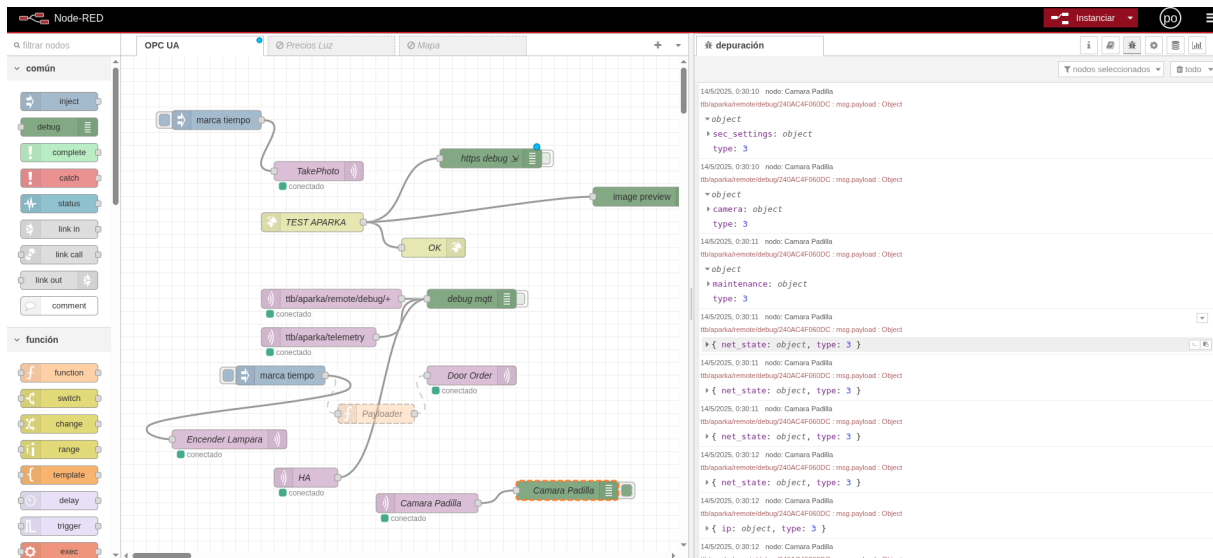 Node-RED
Instanciar
po
filtrar nodos
OPC UA
Precios Luz
Mapa
depuración
i
nodos seleccionados
todo
común
inject
debug
complete
catch
status
link in
link call
link out
comment
función
function
switch
change
range
template
delay
trigger
exec
marca tiempo
TakePhoto
conectado
https debug
image preview
TEST APARKA
OK
ttb/aparka/remote/debug/+
conectado
debug mqtt
ttb/aparka/telemetry
conectado
marca tiempo
Door Order
conectado
Payloader
Encender Lampara
conectado
HA
conectado
Camara Padilla
conectado
Camara Padilla
14/5/2025, 0:30:10 nodo: Camara Padilla
ttb/aparka/remote/debug/240AC4F060DC : msg.payload : Object
object
sec_settings: object
type: 3
14/5/2025, 0:30:10 nodo: Camara Padilla
ttb/aparka/remote/debug/240AC4F060DC : msg.payload : Object
object
camera: object
type: 3
14/5/2025, 0:30:11 nodo: Camara Padilla
ttb/aparka/remote/debug/240AC4F060DC : msg.payload : Object
object
maintenance: object
type: 3
14/5/2025, 0:30:11 nodo: Camara Padilla
ttb/aparka/remote/debug/240AC4F060DC : msg.payload : Object
{ net_state: object, type: 3 }
14/5/2025, 0:30:11 nodo: Camara Padilla
ttb/aparka/remote/debug/240AC4F060DC : msg.payload : Object
{ net_state: object, type: 3 }
14/5/2025, 0:30:11 nodo: Camara Padilla
ttb/aparka/remote/debug/240AC4F060DC : msg.payload : Object
{ net_state: object, type: 3 }
14/5/2025, 0:30:12 nodo: Camara Padilla
ttb/aparka/remote/debug/240AC4F060DC : msg.payload : Object
{ net_state: object, type: 3 }
14/5/2025, 0:30:12 nodo: Camara Padilla
ttb/aparka/remote/debug/240AC4F060DC : msg.payload : Object
{ ip: object, type: 3 }
14/5/2025, 0:30:12 nodo: Camara Padilla